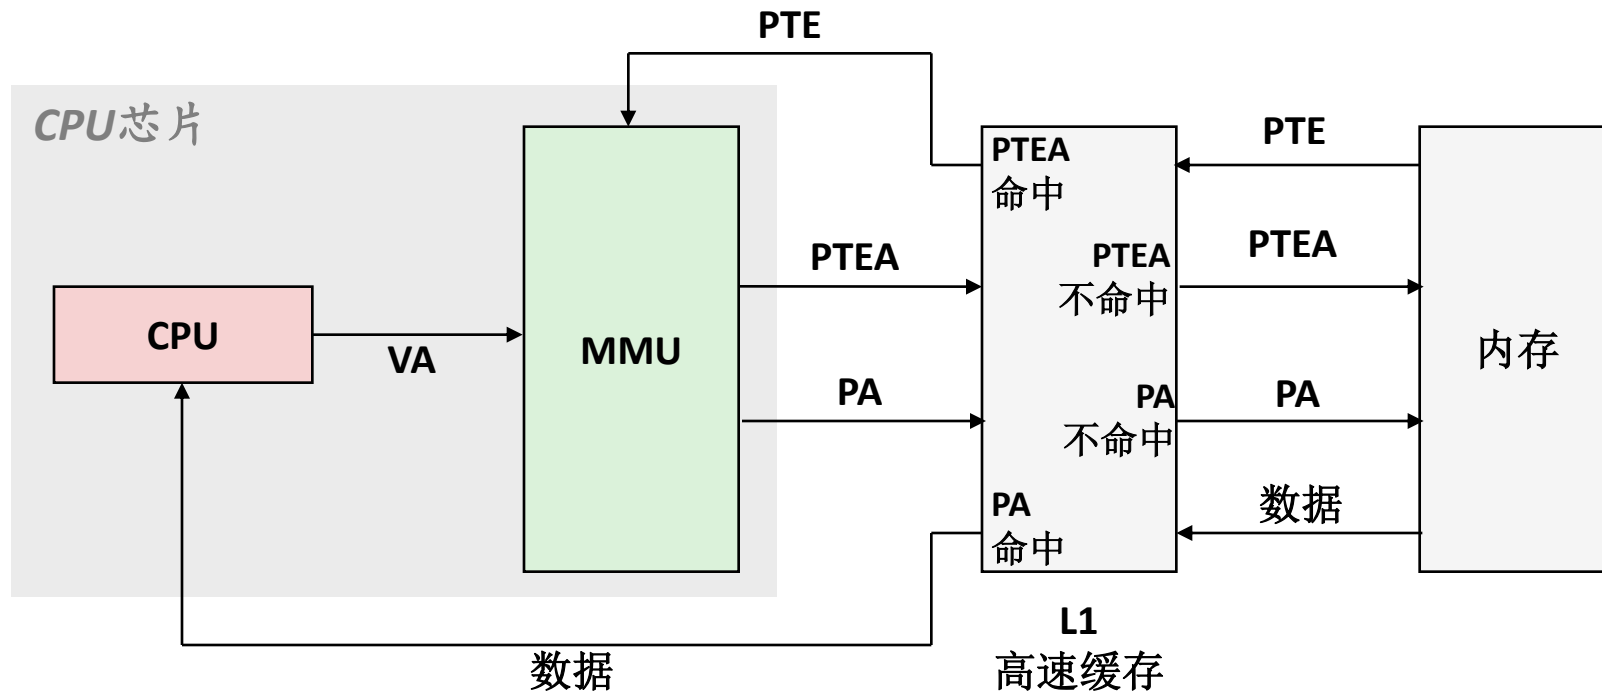 PTE
CPU芯片
PTEA
命中
PTE
PTEA
PTEA
不命中
PTEA
CPU
VA
MMU
内存
PA
PA
不命中
PA
PA
命中
数据
L1
高速缓存
数据